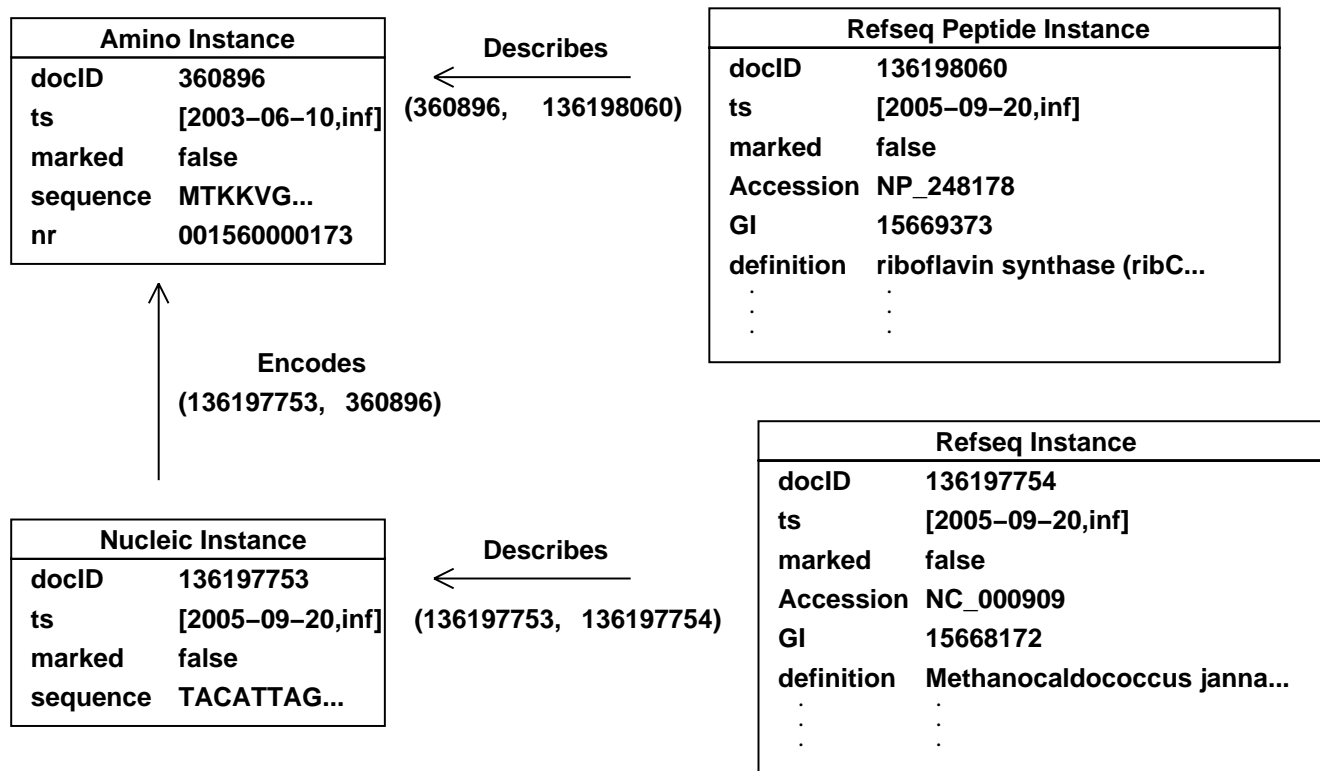 Amino Instance
docID 360896
ts [2003−06−10,inf]
marked false
sequence MTKKVG...
nr 001560000173
Describes
(360896, 136198060)
Refseq Peptide Instance
docID 136198060
ts [2005−09−20,inf]
marked false
Accession NP_248178
GI 15669373
definition riboflavin synthase (ribC...
. .
. .
. .
Encodes
(136197753, 360896)
Nucleic Instance
docID 136197753
ts [2005−09−20,inf]
marked false
sequence TACATTAG...
Describes
(136197753, 136197754)
Refseq Instance
docID 136197754
ts [2005−09−20,inf]
marked false
Accession NC_000909
GI 15668172
definition Methanocaldococcus janna...
. .
. .
. .